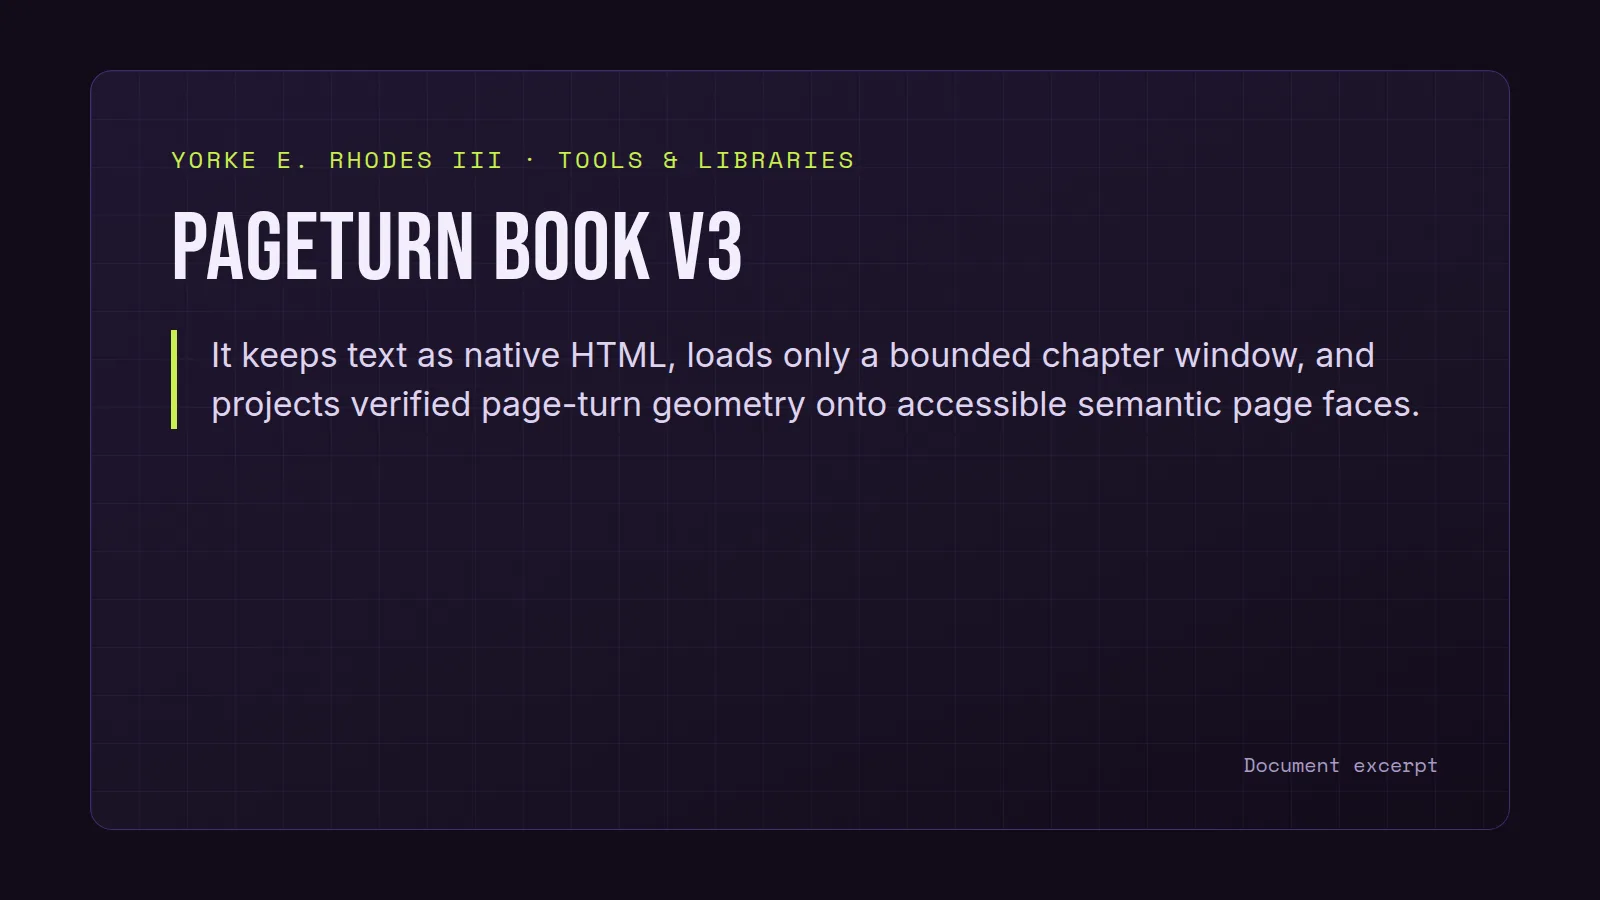 YORKE E. RHODES III · TOOLS & LIBRARIES
PAGETURN BOOK V3
It keeps text as native HTML, loads only a bounded chapter window, and
projects verified page-turn geometry onto accessible semantic page faces.
Document excerpt